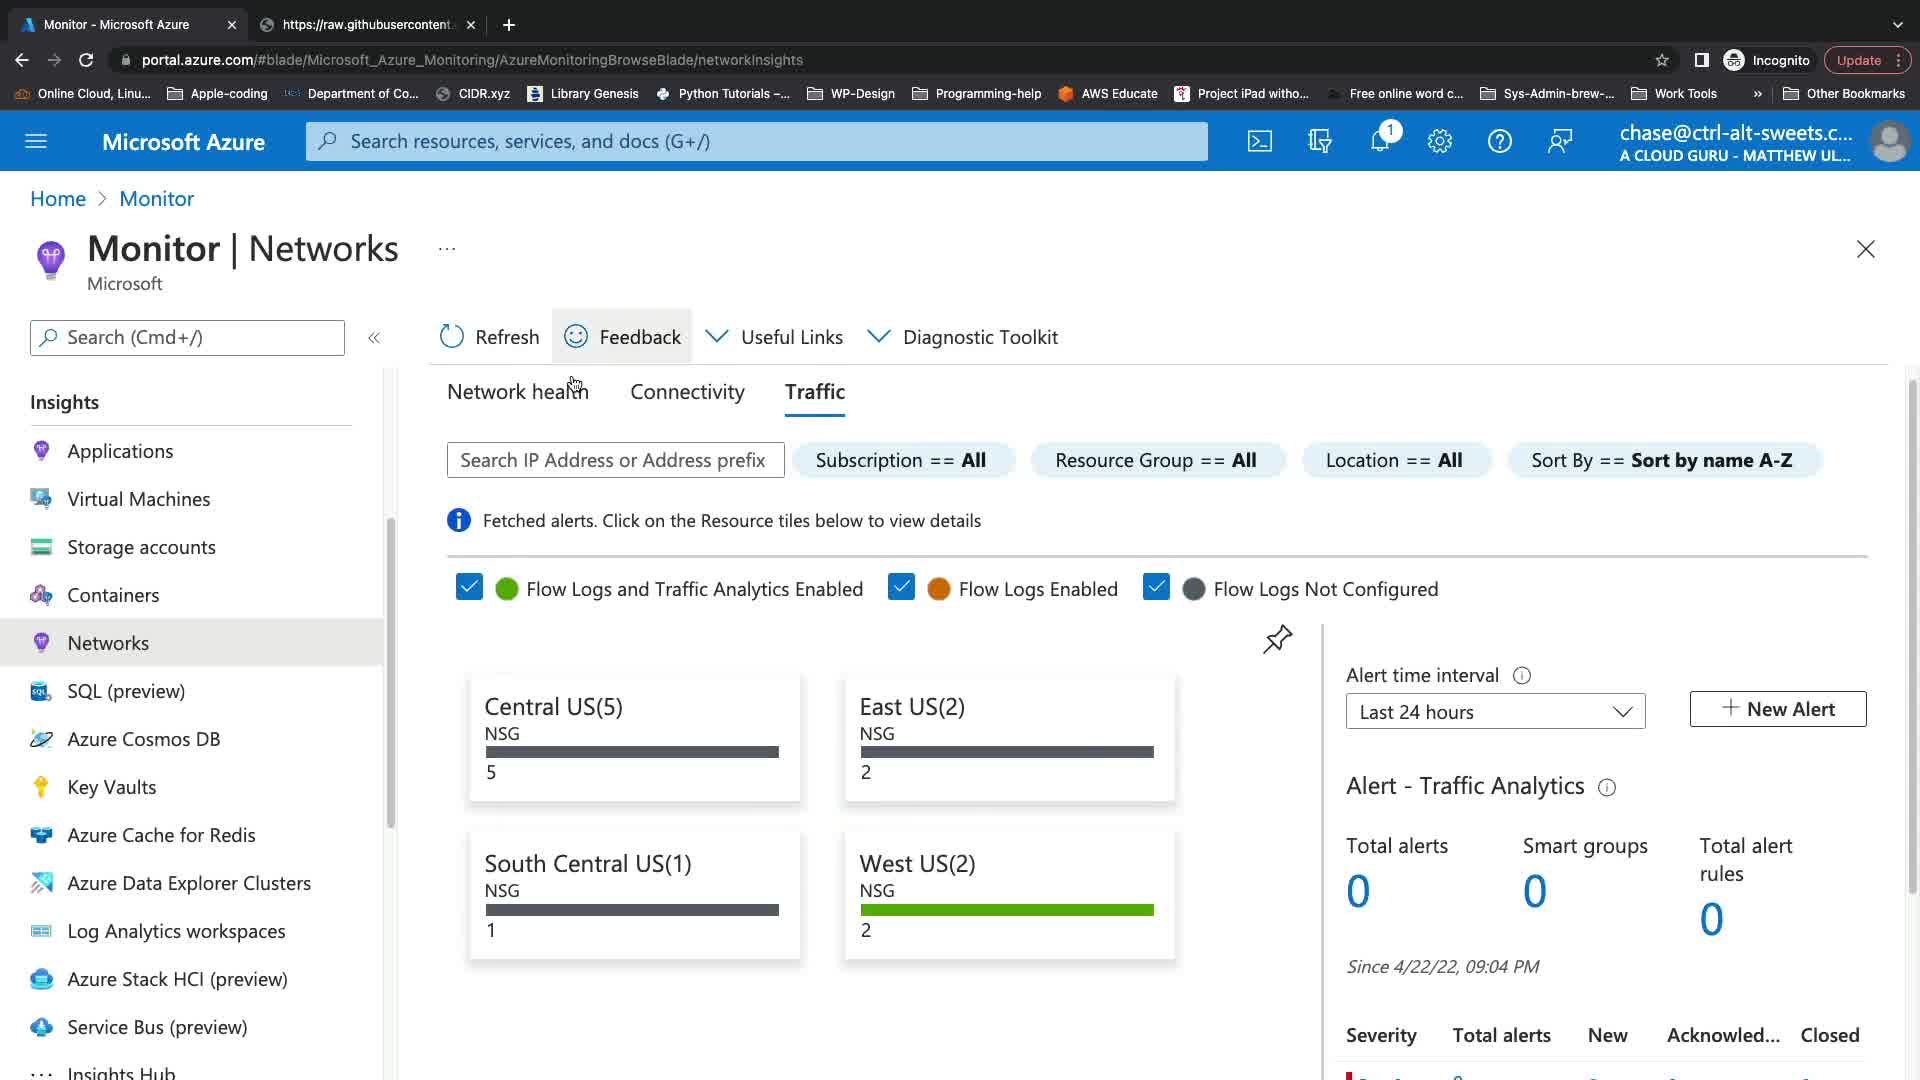 Monitor - Microsoft Azure
https://raw.githubusercontent.
portal.azure.com/#blade/Microsoft_Azure_Monitoring/AzureMonitoringBrowseBlade/networkInsights
Incognito
Update
Online Cloud, Linu...
Apple-coding
Department of Co...
CIDR.xyz
Library Genesis
Python Tutorials –...
WP-Design
Programming-help
AWS Educate
Project iPad witho...
Free online word c...
Sys-Admin-brew-...
Work Tools
»
Other Bookmarks
Microsoft Azure
Search resources, services, and docs (G+/)
1
chase@ctrl-alt-sweets.c...
A CLOUD GURU - MATTHEW UL...
Home > Monitor
Monitor | Networks
...
Microsoft
Search (Cmd+/)
«
Refresh
Feedback
Useful Links
Diagnostic Toolkit
Insights
Applications
Virtual Machines
Storage accounts
Containers
Networks
SQL (preview)
Azure Cosmos DB
Key Vaults
Azure Cache for Redis
Azure Data Explorer Clusters
Log Analytics workspaces
Azure Stack HCI (preview)
Service Bus (preview)
Insights Hub
Network health
Connectivity
Traffic
Search IP Address or Address prefix
Subscription == All
Resource Group == All
Location == All
Sort By == Sort by name A-Z
Fetched alerts. Click on the Resource tiles below to view details
Flow Logs and Traffic Analytics Enabled
Flow Logs Enabled
Flow Logs Not Configured
Central US(5)
NSG
5
East US(2)
NSG
2
South Central US(1)
NSG
1
West US(2)
NSG
2
Alert time interval
Last 24 hours
+ New Alert
Alert - Traffic Analytics
Total alerts
0
Smart groups
0
Total alert
rules
0
Since 4/22/22, 09:04 PM
Severity
Total alerts
New
Acknowled...
Closed